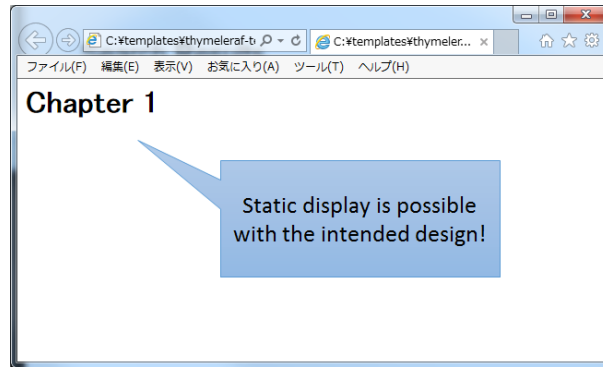 C:¥templates¥thymeleraf-t
C:¥templates¥thymeler...
ファイル(F) 編集(E) 表示(V) お気に入り(A) ツール(T) ヘルプ(H)
Chapter 1
Static display is possible
with the intended design!